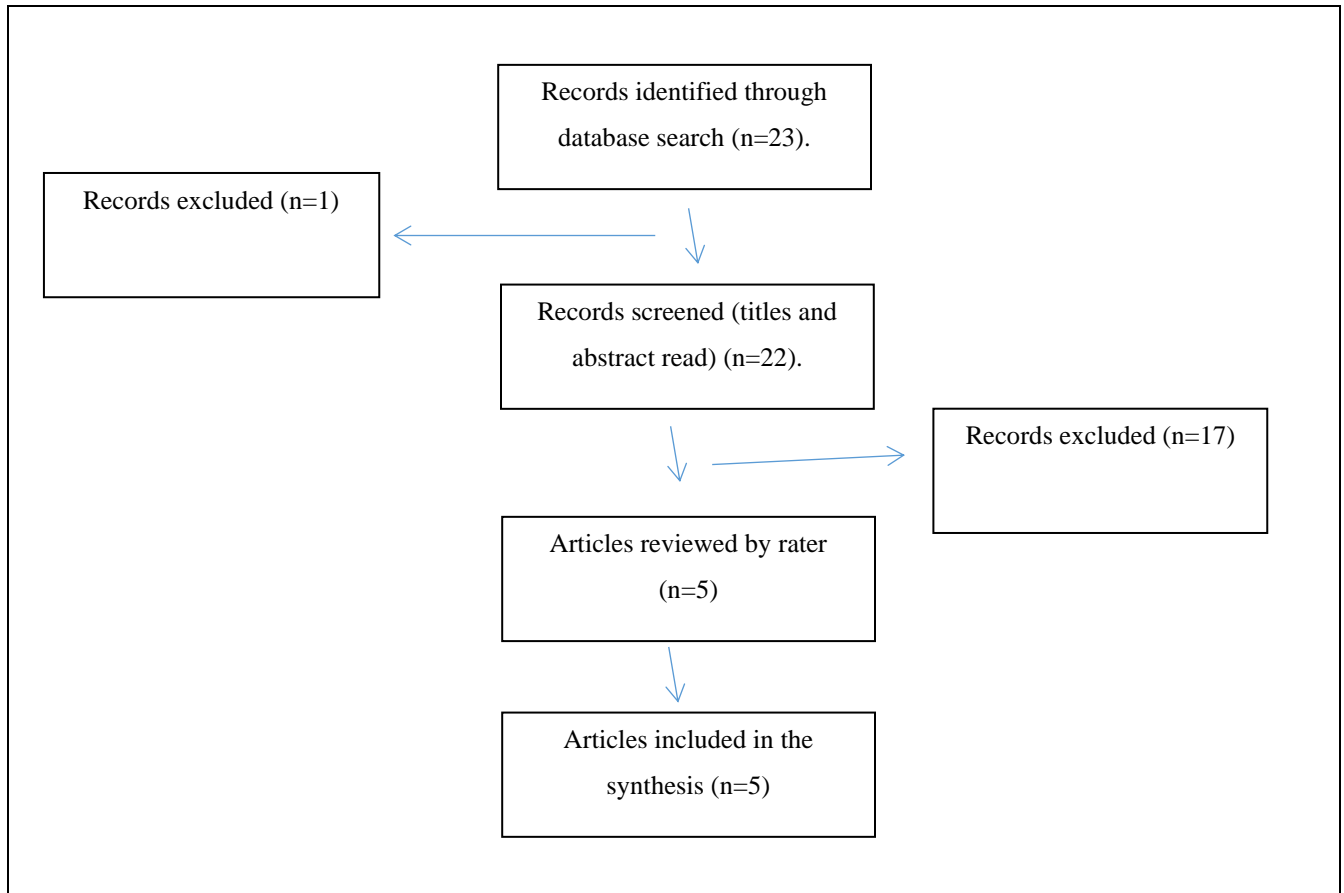 Records identified through
database search (n=23).
Records excluded (n=1)
Records screened (titles and
abstract read) (n=22).
Records excluded (n=17)
Articles reviewed by rater
(n=5)
Articles included in the
synthesis (n=5)